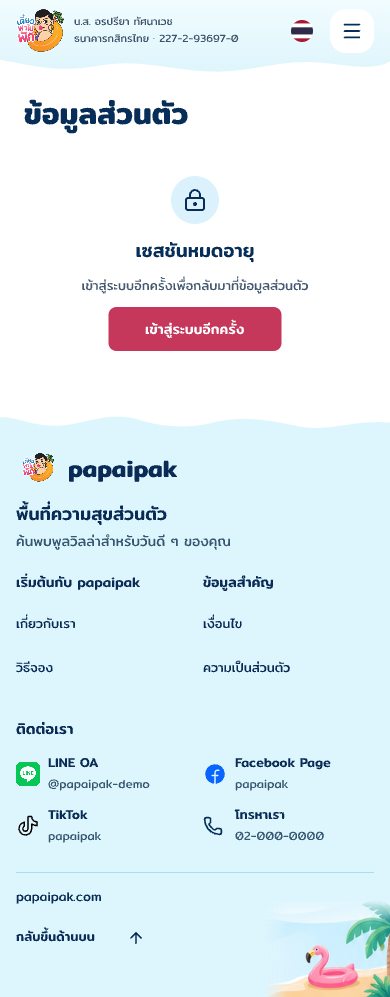 เที่ยว
พาไป
พัก
น.ส. อรปรียา ทัศนาเวช
ธนาคารกสิกรไทย · 227-2-93697-0
ข้อมูลส่วนตัว
เซสชันหมดอายุ
เข้าสู่ระบบอีกครั้งเพื่อกลับมาที่ข้อมูลส่วนตัว
เข้าสู่ระบบอีกครั้ง
papaipak
พื้นที่ความสุขส่วนตัว
ค้นพบพูลวิลล่าสำหรับวันดี ๆ ของคุณ
เริ่มต้นกับ papaipak
ข้อมูลสำคัญ
เกี่ยวกับเรา
เงื่อนไข
วิธีจอง
ความเป็นส่วนตัว
ติดต่อเรา
LINE
LINE OA
@papaipak-demo
Facebook Page
papaipak
TikTok
papaipak
โทรหาเรา
02-000-0000
papaipak.com
กลับขึ้นด้านบน